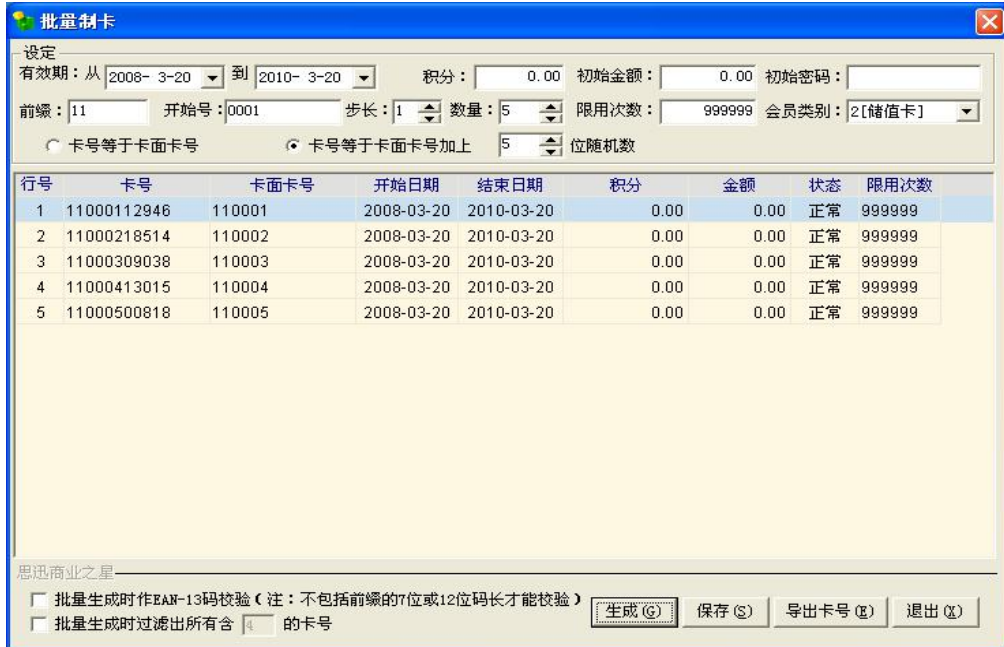 批量制卡
设定
有效期：从 2008- 3-20 到 2010- 3-20 积分： 0.00 初始金额： 0.00 初始密码：
前缀：11 开始号：0001 步长：1 数量：5 限用次数： 999999 会员类别：2[储值卡]
卡号等于卡面卡号 卡号等于卡面卡号加上 5 位随机数
行号 卡号 卡面卡号 开始日期 结束日期 积分 金额 状态 限用次数
1 11000112946 110001 2008-03-20 2010-03-20 0.00 0.00 正常 999999
2 11000218514 110002 2008-03-20 2010-03-20 0.00 0.00 正常 999999
3 11000309038 110003 2008-03-20 2010-03-20 0.00 0.00 正常 999999
4 11000413015 110004 2008-03-20 2010-03-20 0.00 0.00 正常 999999
5 11000500818 110005 2008-03-20 2010-03-20 0.00 0.00 正常 999999
思迅商业之星
批量生成时作EAN-13码校验（注：不包括前缀的7位或12位码长才能校验）
批量生成时过滤出所有含 4 的卡号
生成(G) 保存(S) 导出卡号(E) 退出(X)